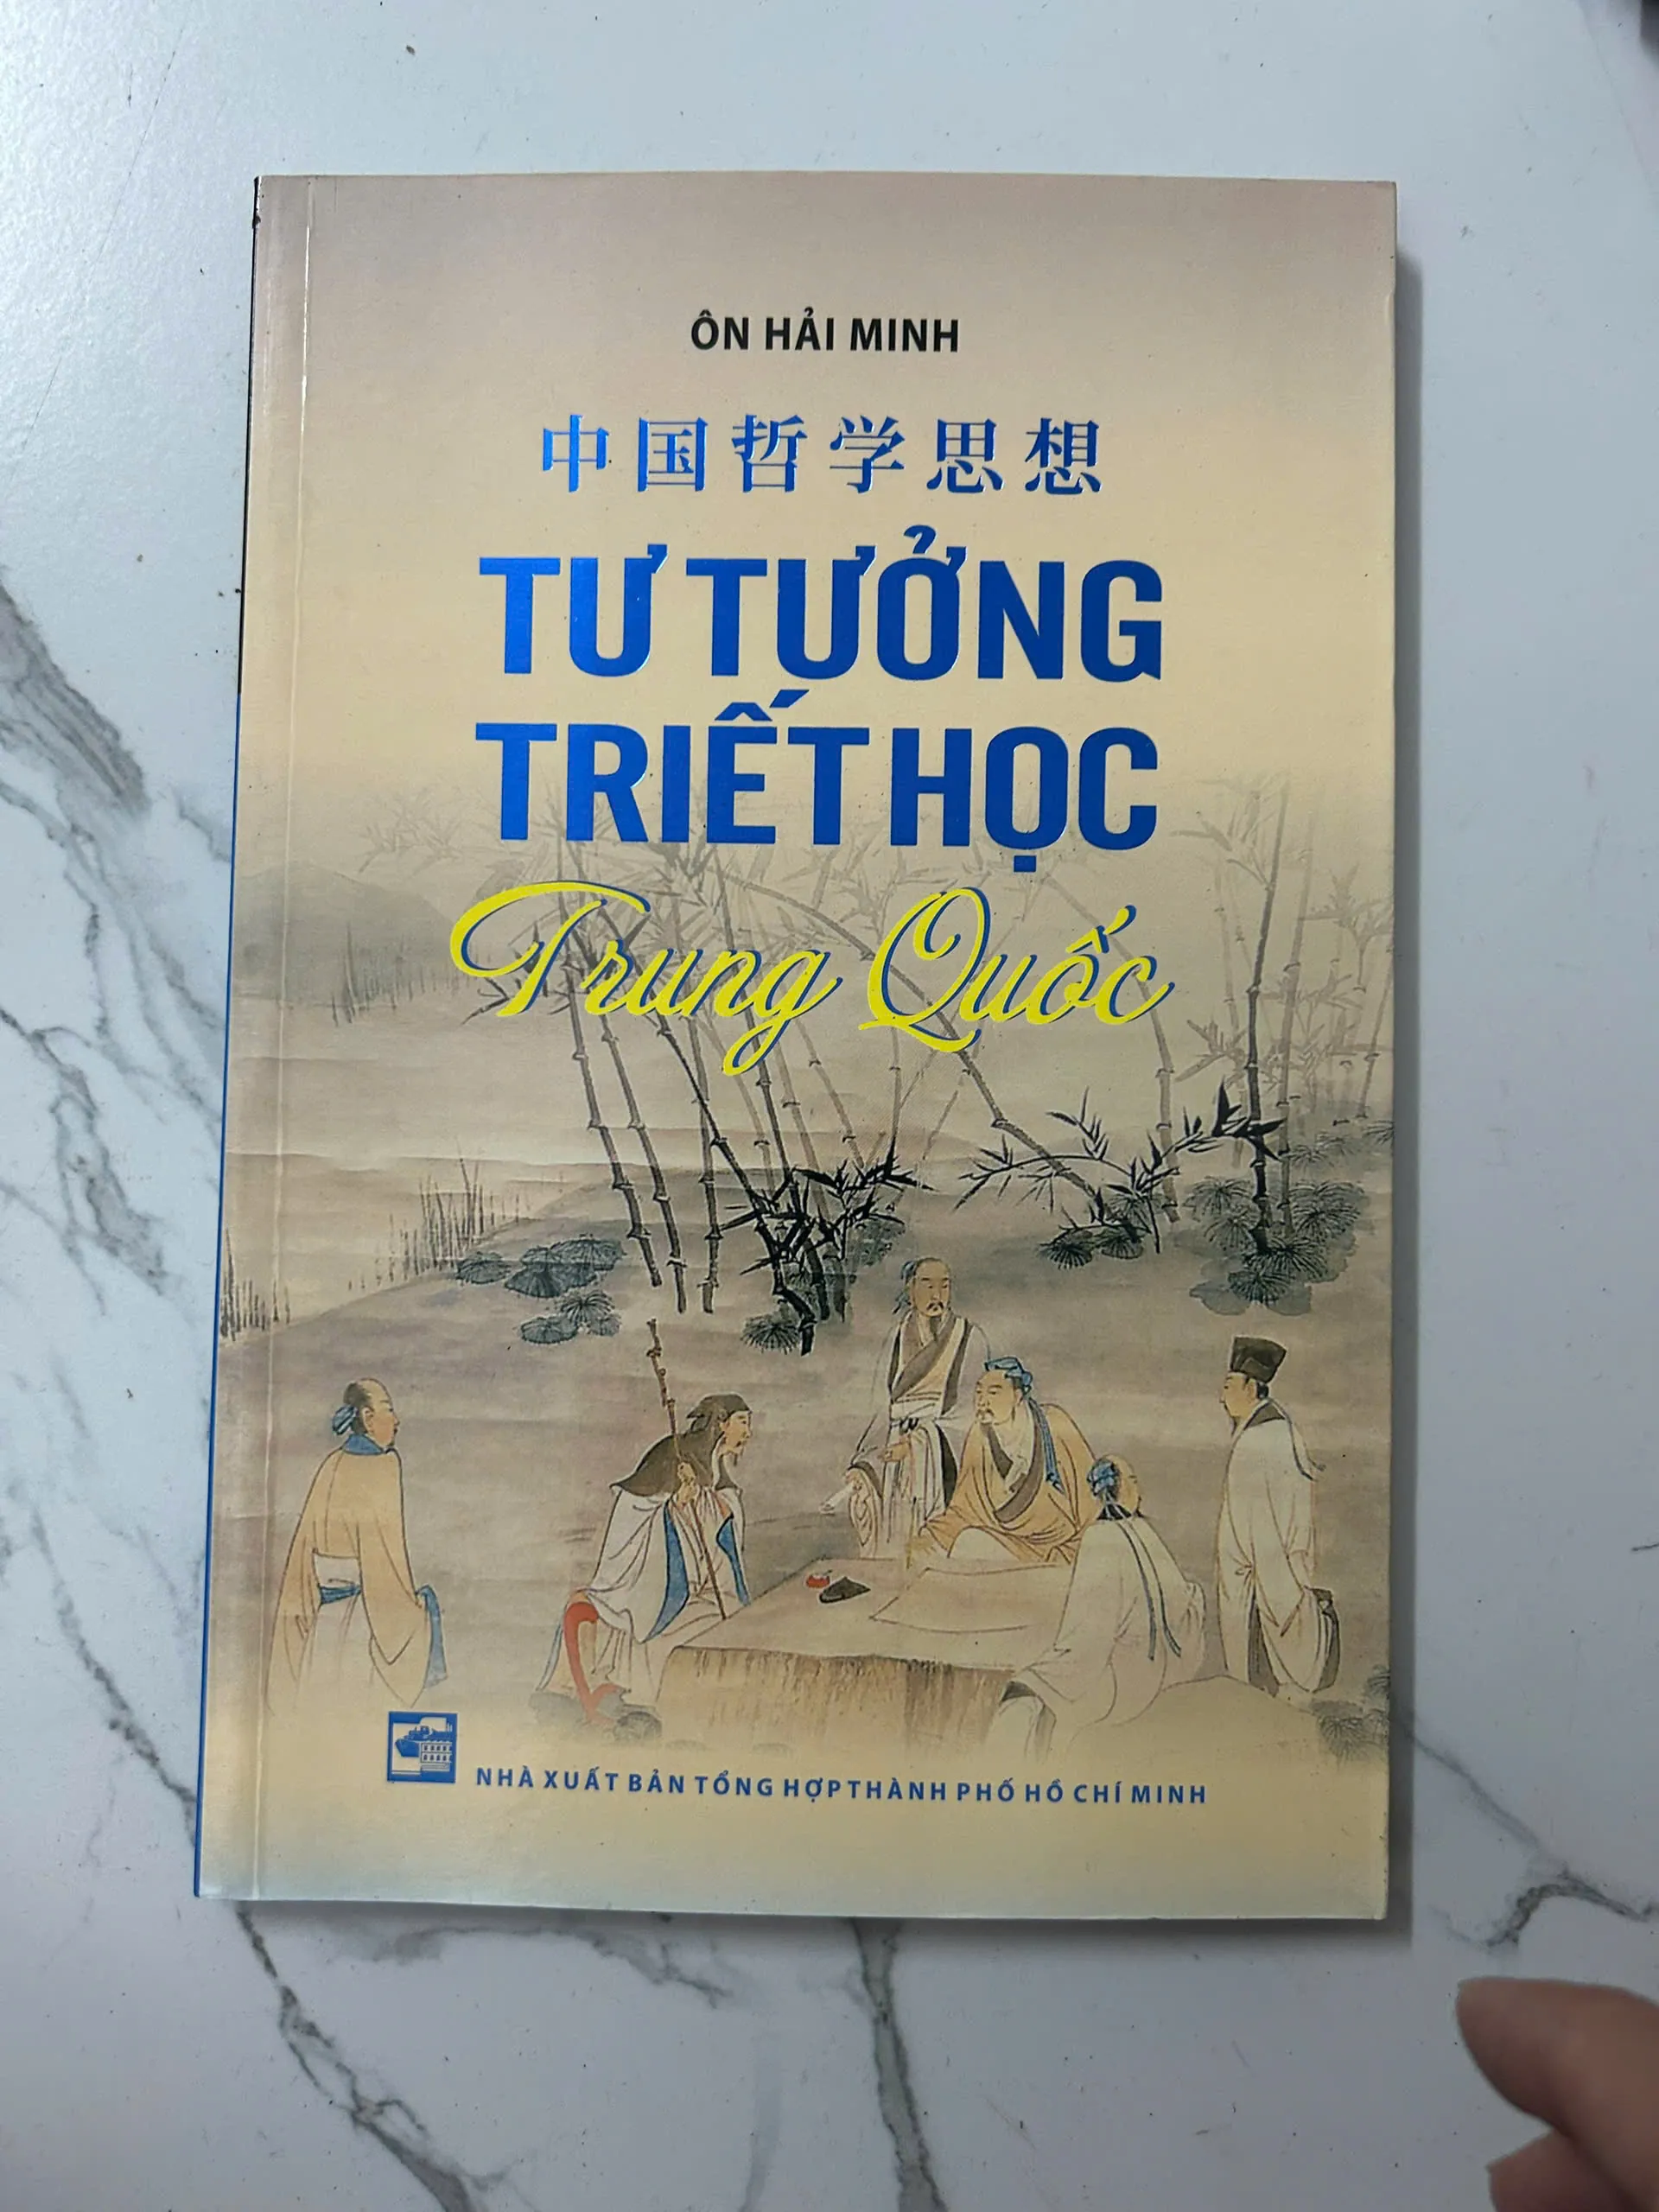 ÔN HẢI MINH
中国哲学思想
TƯ TƯỞNG
TRIẾT HỌC
Trung Quốc
NHÀ XUẤT BẢN TỔNG HỢP THÀNH PHỐ HỒ CHÍ MINH